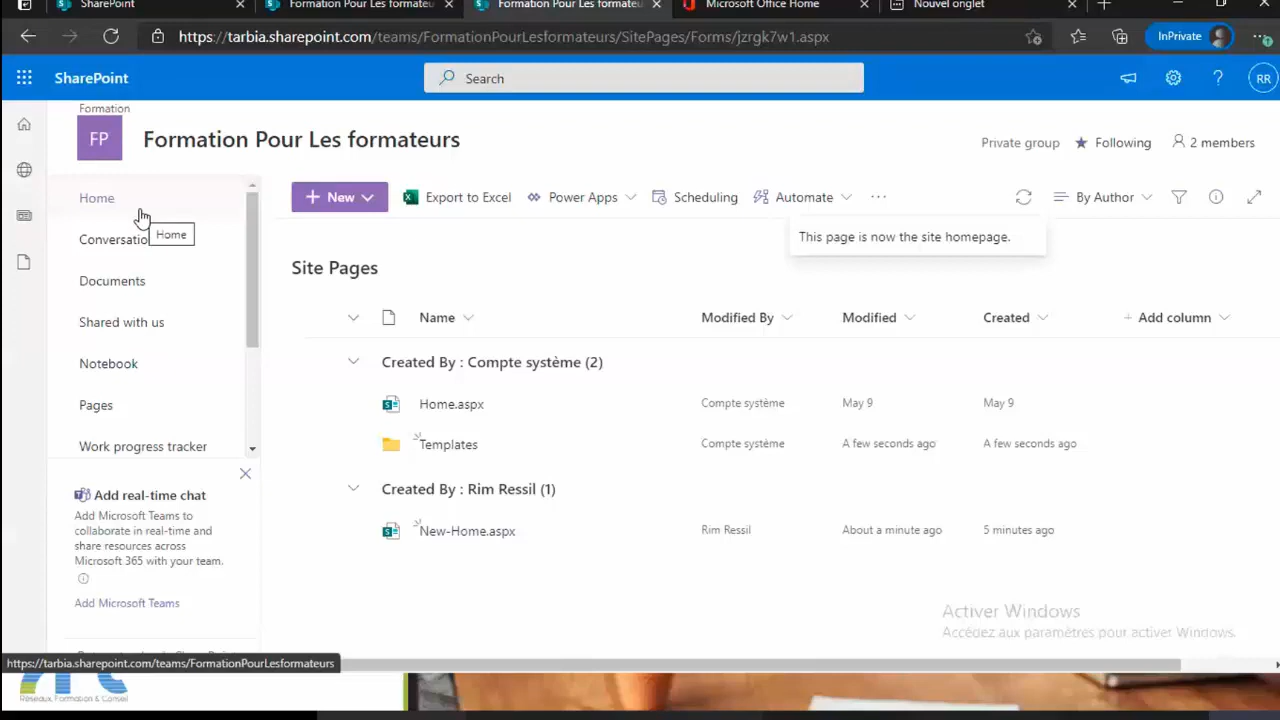 SharePoint
Formation Pour Les formateu
Formation Pour Les formateu
Microsoft Office Home
Nouvel onglet
https://tarbia.sharepoint.com/teams/FormationPourLesformateurs/SitePages/Forms/jzrgk7w1.aspx
InPrivate
SharePoint
Search
RR
Formation
FP
Formation Pour Les formateurs
Private group
Following
2 members
Home
Conversatio
Home
Documents
Shared with us
Notebook
Pages
Work progress tracker
New
Export to Excel
Power Apps
Scheduling
Automate
By Author
This page is now the site homepage.
Site Pages
Name
Modified By
Modified
Created
Add column
Created By : Compte système (2)
Home.aspx
Compte système
May 9
May 9
Templates
Compte système
A few seconds ago
A few seconds ago
Created By : Rim Ressil (1)
New-Home.aspx
Rim Ressil
About a minute ago
5 minutes ago
Add real-time chat
Add Microsoft Teams to
collaborate in real-time and
share resources across
Microsoft 365 with your team.
Add Microsoft Teams
Activer Windows
Accédez aux paramètres pour activer Windows.
https://tarbia.sharepoint.com/teams/FormationPourLesformateurs
Réseaux, Formation & Conseil